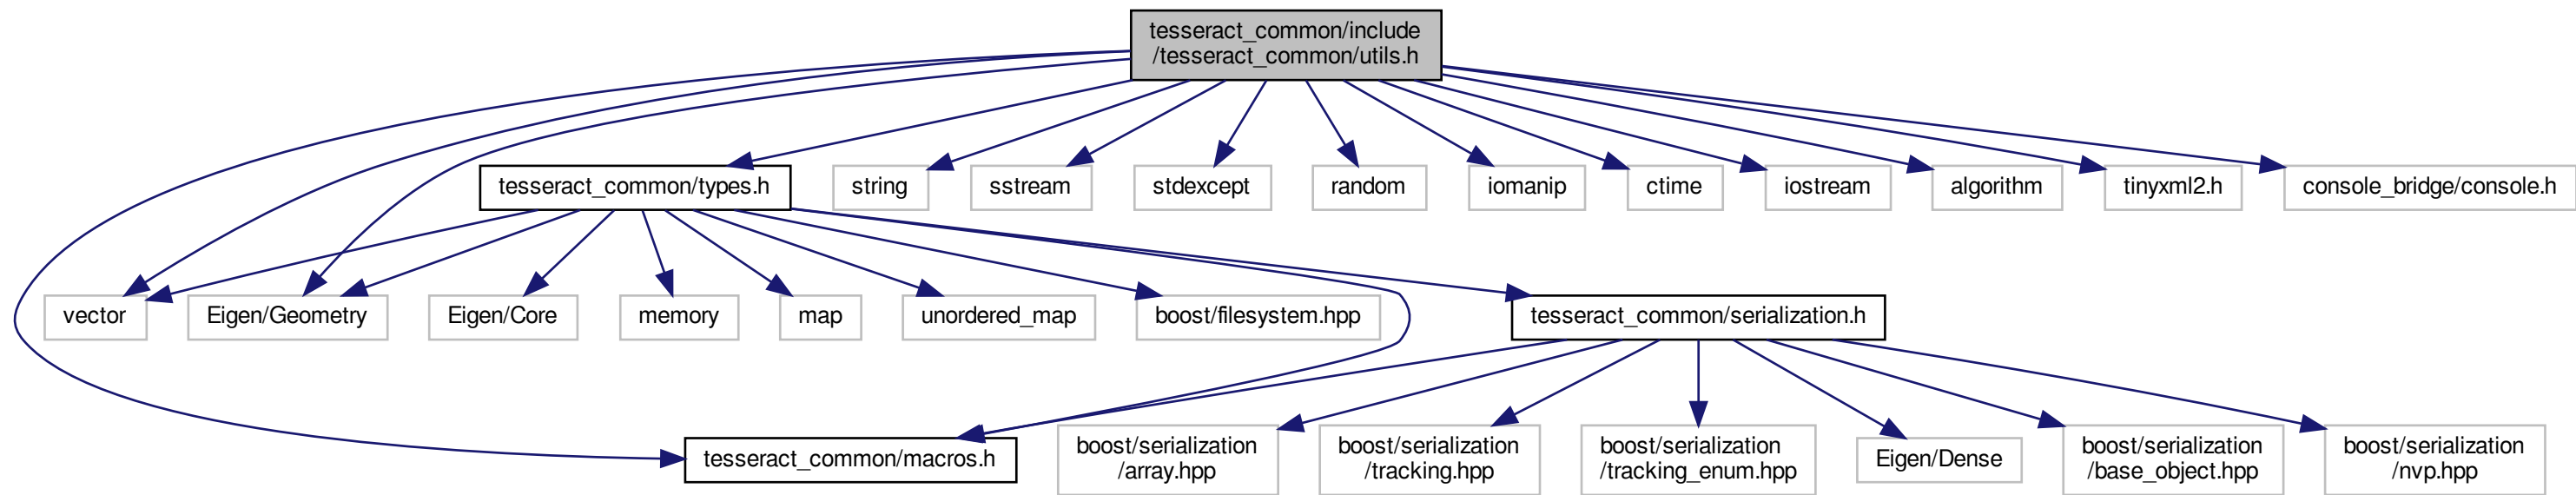 tesseract_common/include
/tesseract_common/utils.h
tesseract_common/types.h
string
sstream
stdexcept
random
iomanip
ctime
iostream
algorithm
tinyxml2.h
console_bridge/console.h
vector
Eigen/Geometry
Eigen/Core
memory
map
unordered_map
boost/filesystem.hpp
tesseract_common/serialization.h
tesseract_common/macros.h
boost/serialization
/array.hpp
boost/serialization
/tracking.hpp
boost/serialization
/tracking_enum.hpp
Eigen/Dense
boost/serialization
/base_object.hpp
boost/serialization
/nvp.hpp